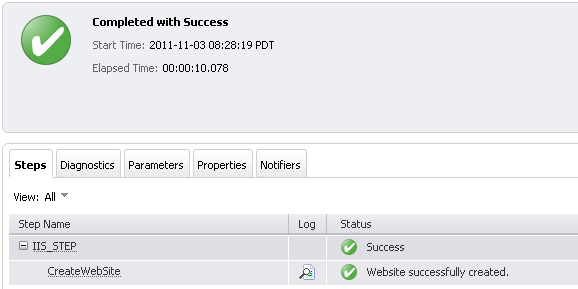 Completed with Success
Start Time: 2011-11-03 08:28:19 PDT
Elapsed Time: 00:00:10.078
Steps Diagnostics Parameters Properties Notifiers
View: All
Step Name Log Status
IIS_STEP Success
CreateWebSite Website successfully created.